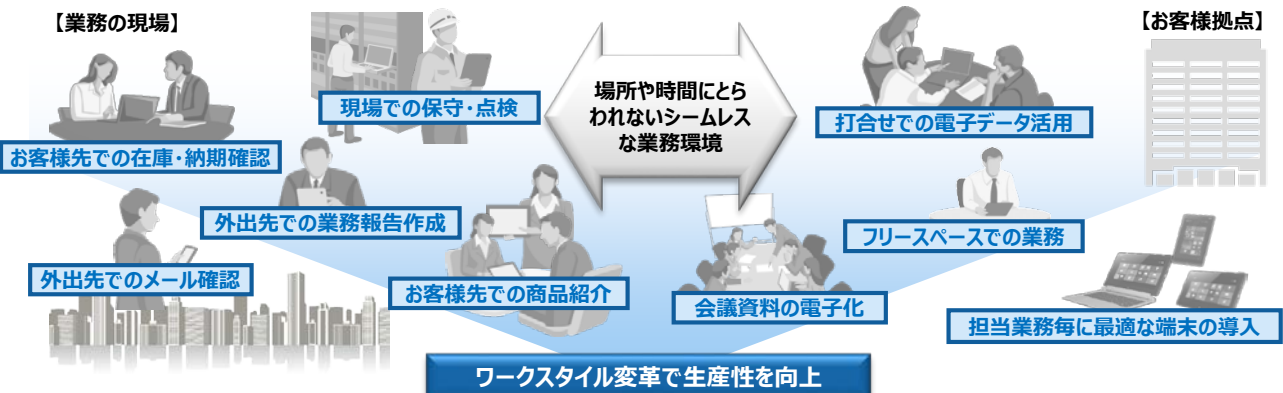 【業務の現場】
現場での保守・点検
お客様先での在庫・納期確認
外出先での業務報告作成
外出先でのメール確認
お客様先での商品紹介
場所や時間にとら
われないシームレス
な業務環境
【お客様拠点】
打合せでの電子データ活用
フリースペースでの業務
会議資料の電子化
担当業務毎に最適な端末の導入
ワークスタイル変革で生産性を向上